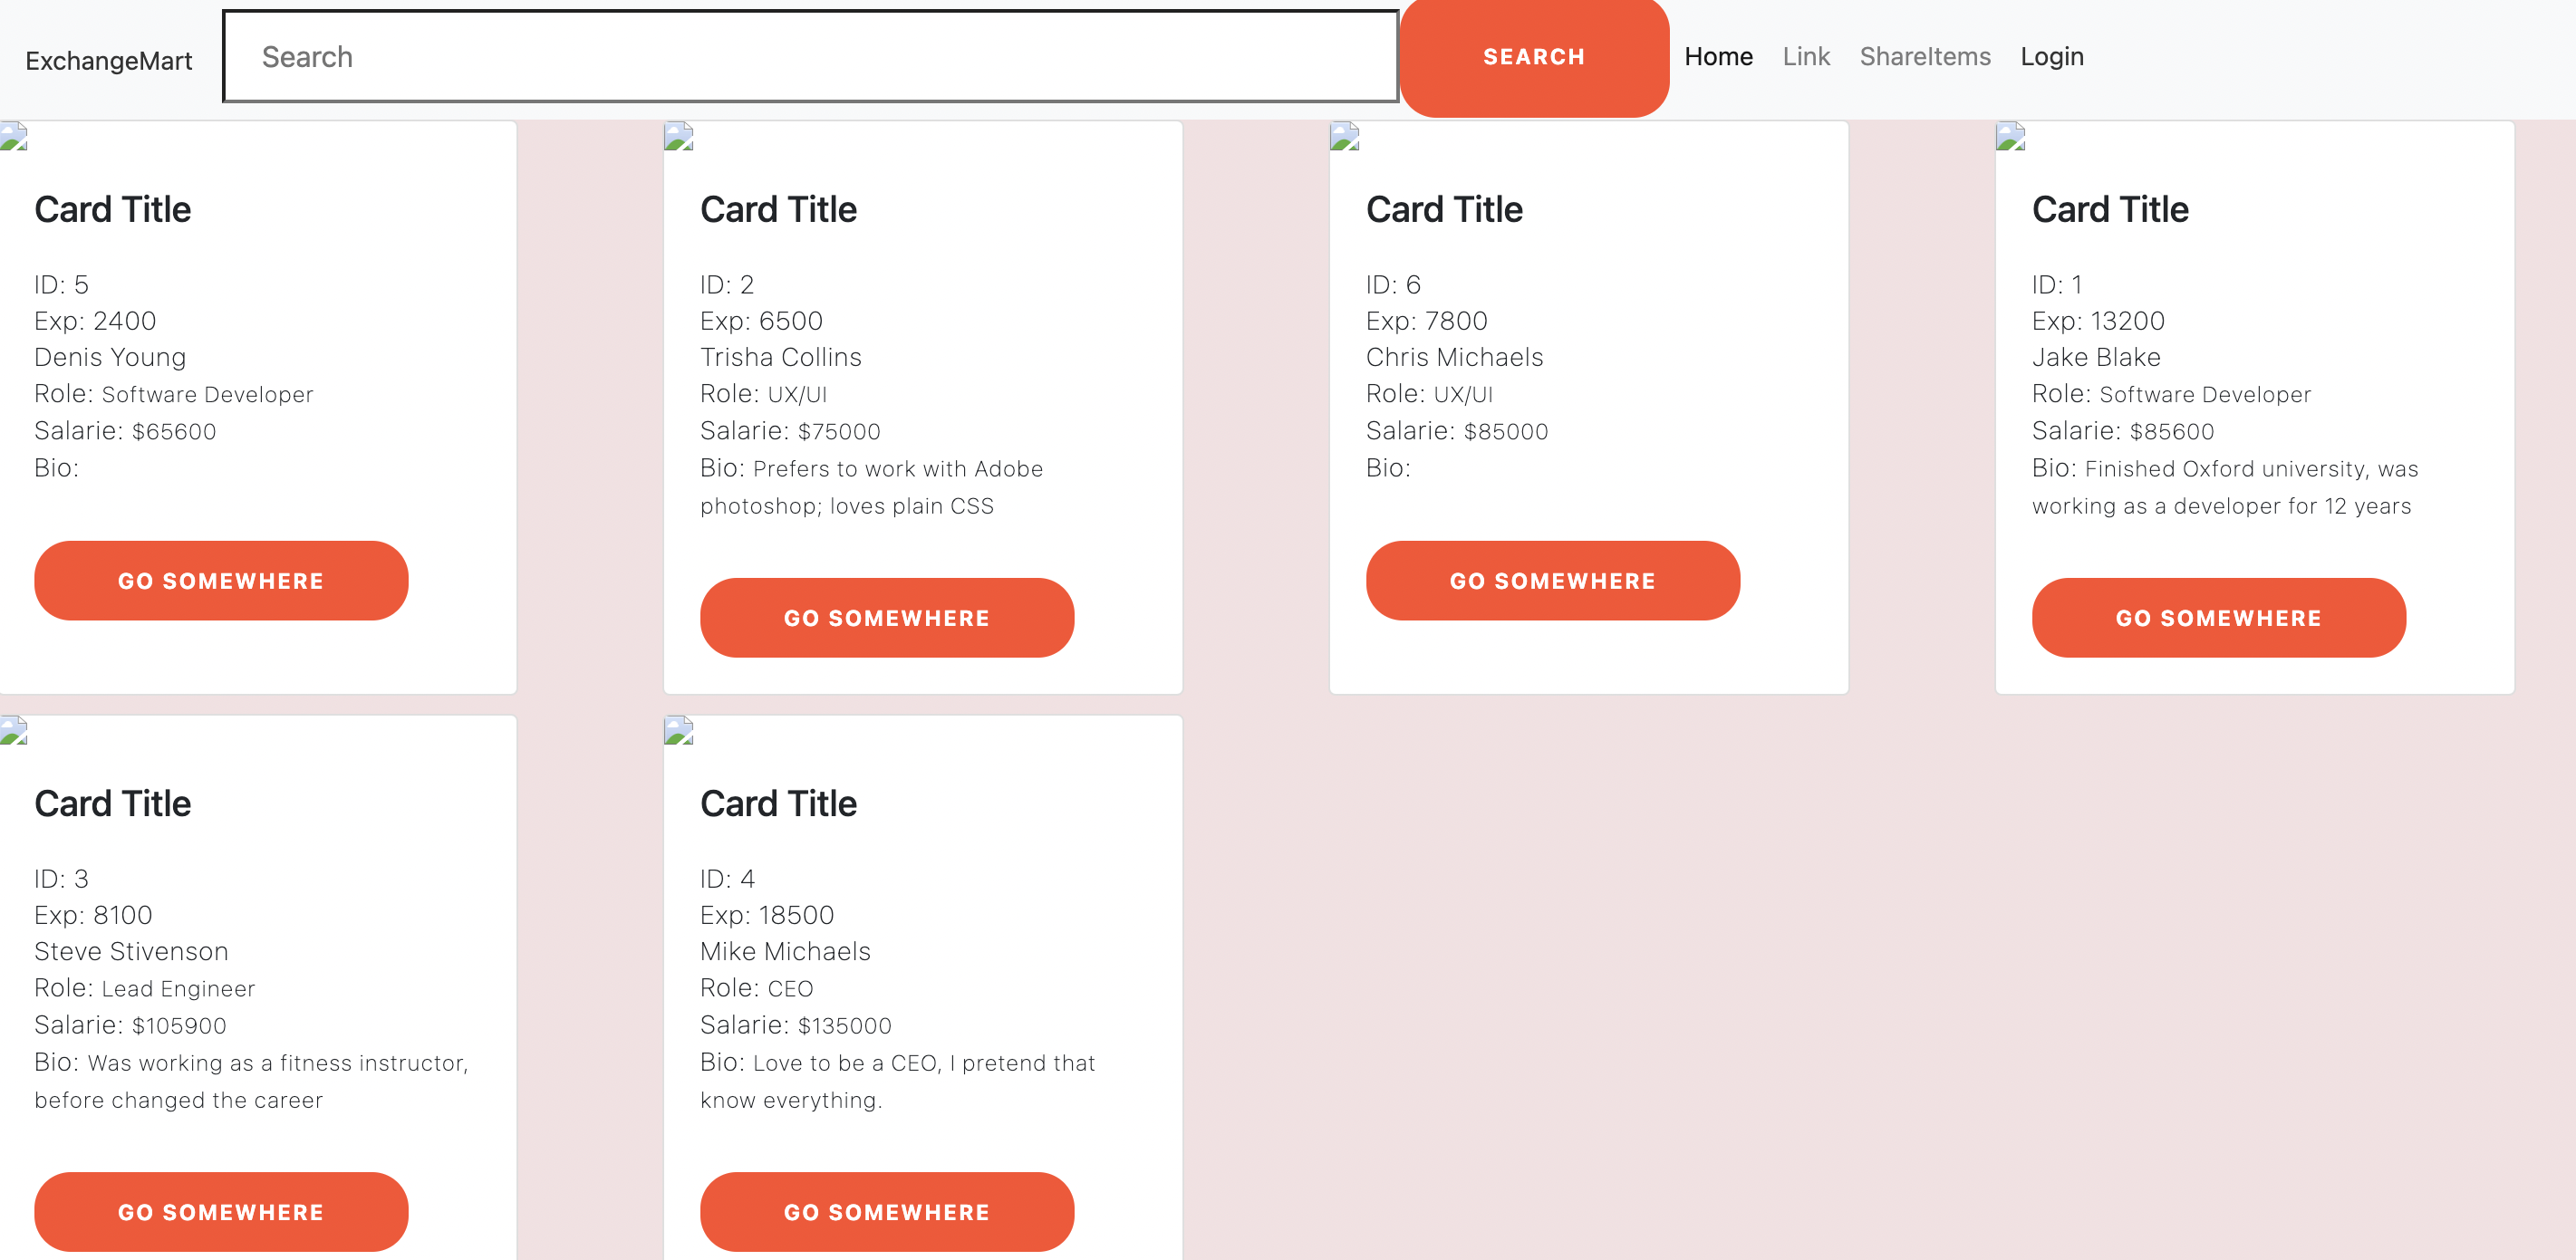 ExchangeMart
Search
SEARCH
Home
Link
ShareItems
Login
Card Title
ID: 5
Exp: 2400
Denis Young
Role: Software Developer
Salarie: $65600
Bio:
GO SOMEWHERE
Card Title
ID: 2
Exp: 6500
Trisha Collins
Role: UX/UI
Salarie: $75000
Bio: Prefers to work with Adobe
photoshop; loves plain CSS
GO SOMEWHERE
Card Title
ID: 6
Exp: 7800
Chris Michaels
Role: UX/UI
Salarie: $85000
Bio:
GO SOMEWHERE
Card Title
ID: 1
Exp: 13200
Jake Blake
Role: Software Developer
Salarie: $85600
Bio: Finished Oxford university, was
working as a developer for 12 years
GO SOMEWHERE
Card Title
ID: 3
Exp: 8100
Steve Stivenson
Role: Lead Engineer
Salarie: $105900
Bio: Was working as a fitness instructor,
before changed the career
GO SOMEWHERE
Card Title
ID: 4
Exp: 18500
Mike Michaels
Role: CEO
Salarie: $135000
Bio: Love to be a CEO, I pretend that
know everything.
GO SOMEWHERE